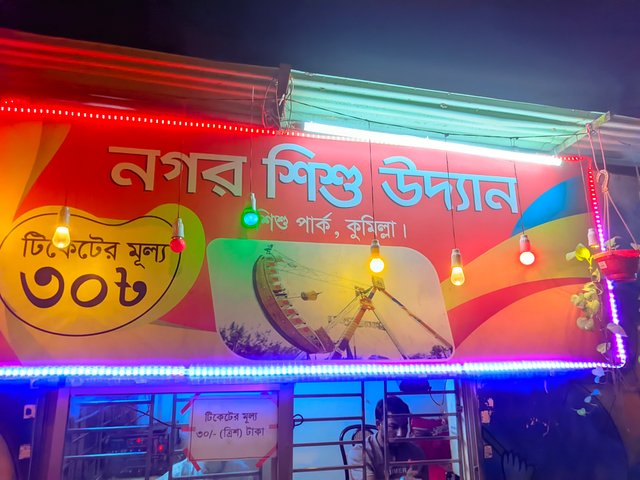 নগর শিশু উদ্যান
শিশু পার্ক, কুমিল্লা।
টিকেটের মূল্য
৩০৳
টিকেটের মূল্য
৩০/- (ত্রিশ) টাকা